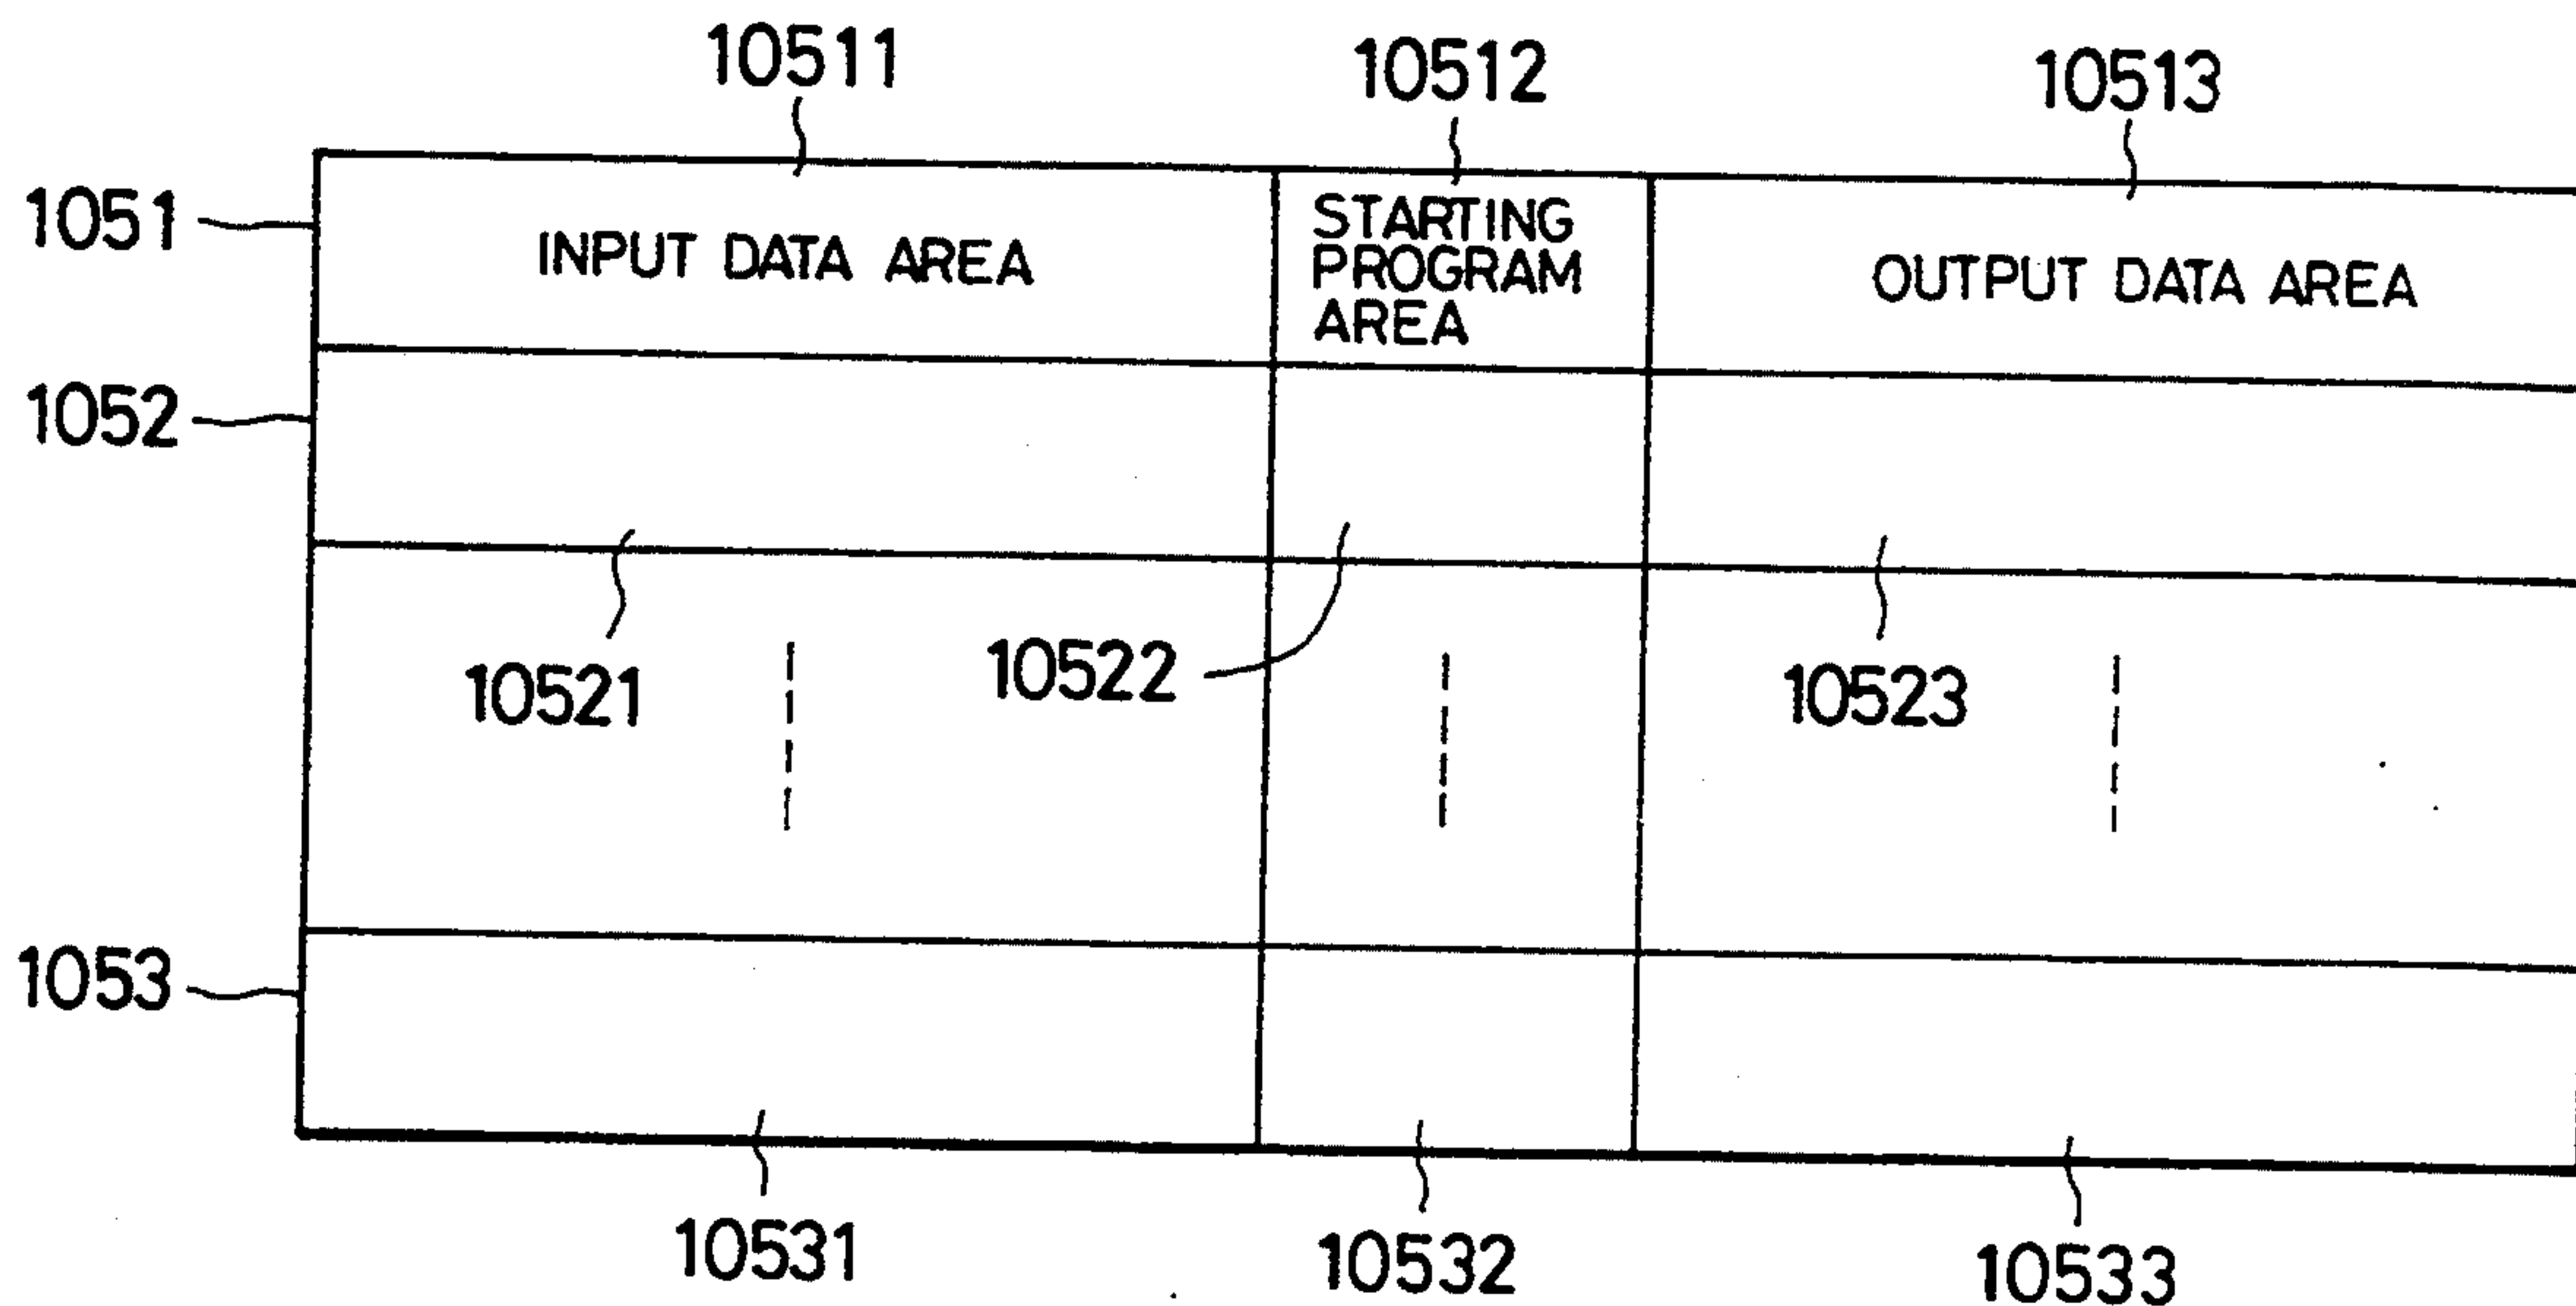 10511
10512
10513
1051
INPUT DATA AREA
STARTING
PROGRAM
AREA
OUTPUT DATA AREA
1052
10521
10522
10523
1053
10531
10532
10533